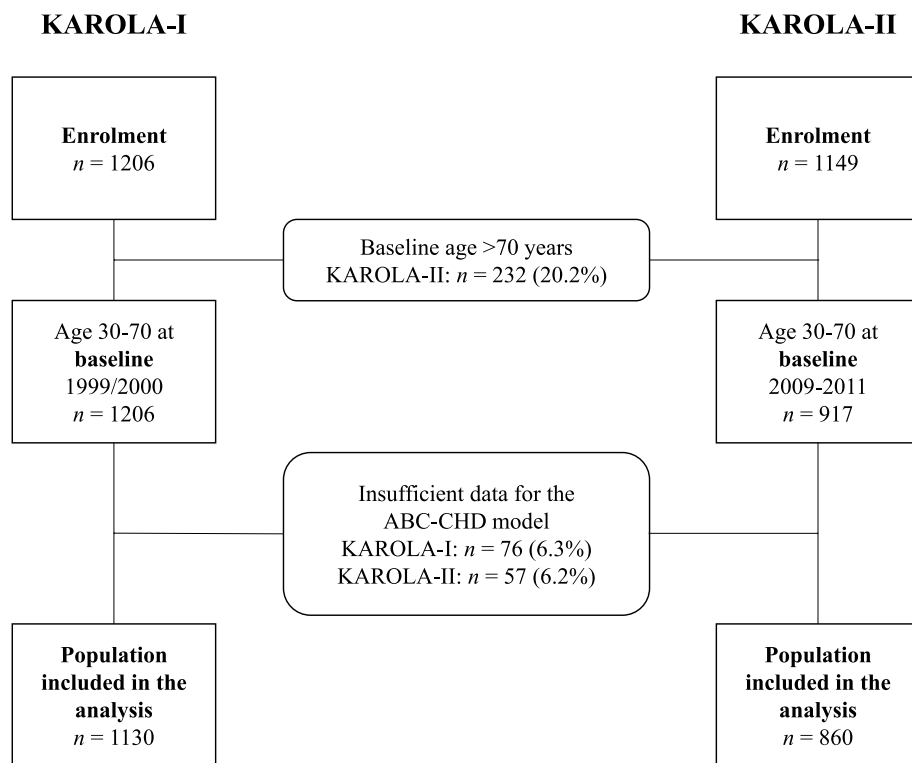 KAROLA-I
KAROLA-II
Enrolment
n = 1206
Enrolment
n = 1149
Baseline age >70 years
KAROLA-II: n = 232 (20.2%)
Age 30-70 at
baseline
1999/2000
n = 1206
Age 30-70 at
baseline
2009-2011
n = 917
Insufficient data for the
ABC-CHD model
KAROLA-I: n = 76 (6.3%)
KAROLA-II: n = 57 (6.2%)
Population
included in the
analysis
n = 1130
Population
included in the
analysis
n = 860